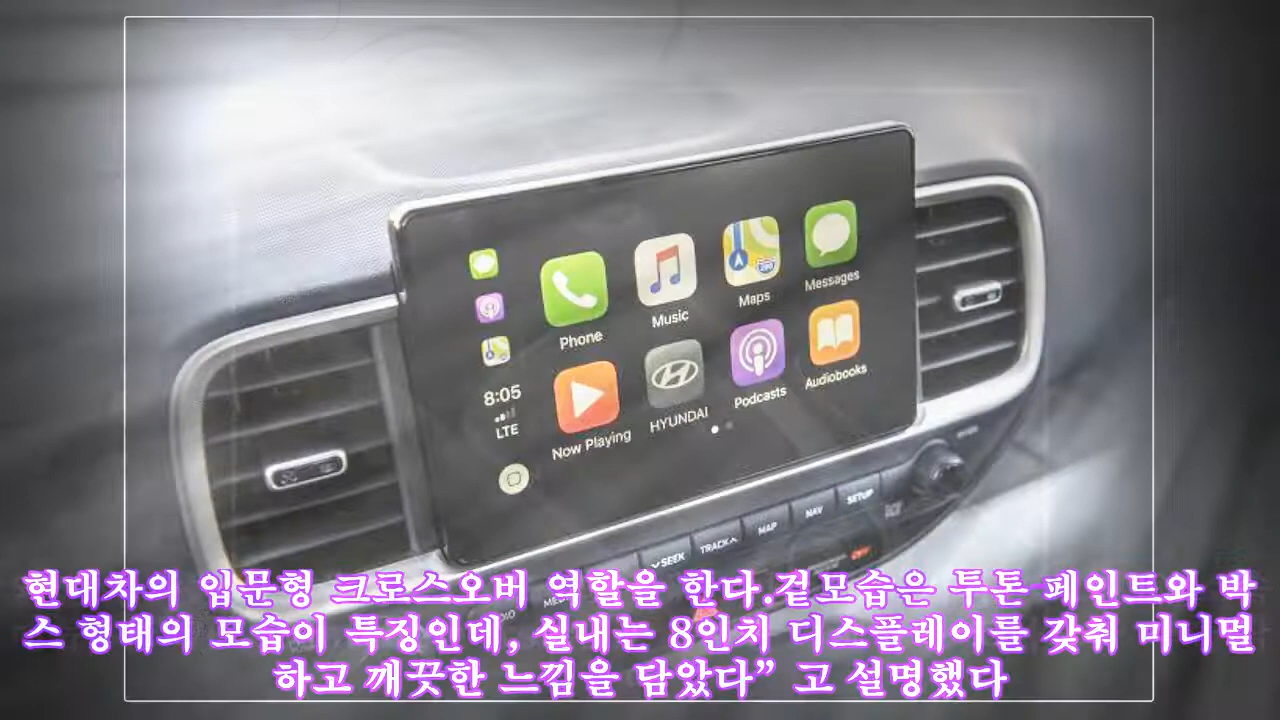 Phone
Music
Maps
Messages
8:05
LTE
Now Playing
HYUNDAI
Podcasts
Audiobooks
SEEK
TRACK
MAP
NAV
SETUP
OFF
현대차의 입문형 크로스오버 역할을 한다.겉모습은 투톤 페인트와 박
스 형태의 모습이 특징인데, 실내는 8인치 디스플레이를 갖춰 미니멀
하고 깨끗한 느낌을 담았다” 고 설명했다